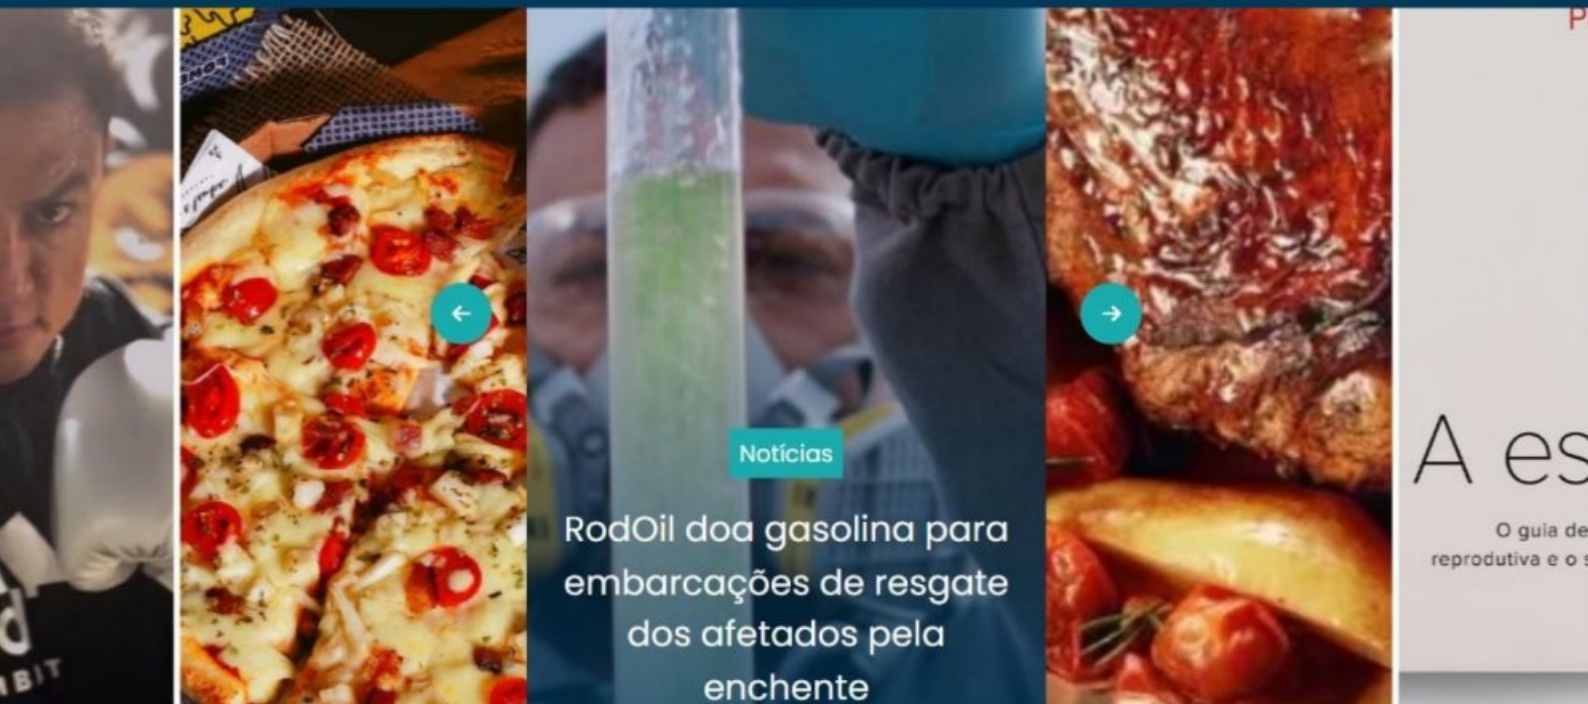 Notícias
RodOil doa gasolina para
embarcações de resgate
dos afetados pela
enchente
A es
O guia de
reprodutiva e o s